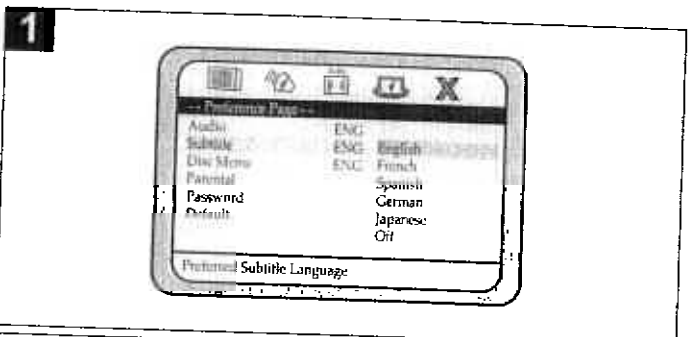 1
X
-- Preference Page --
Audio ENG
Subtitle ENG English
Disc Menu ENG French
Parental Spanish
Password German
Default Japanese
Off
Preferred Subtitle Language